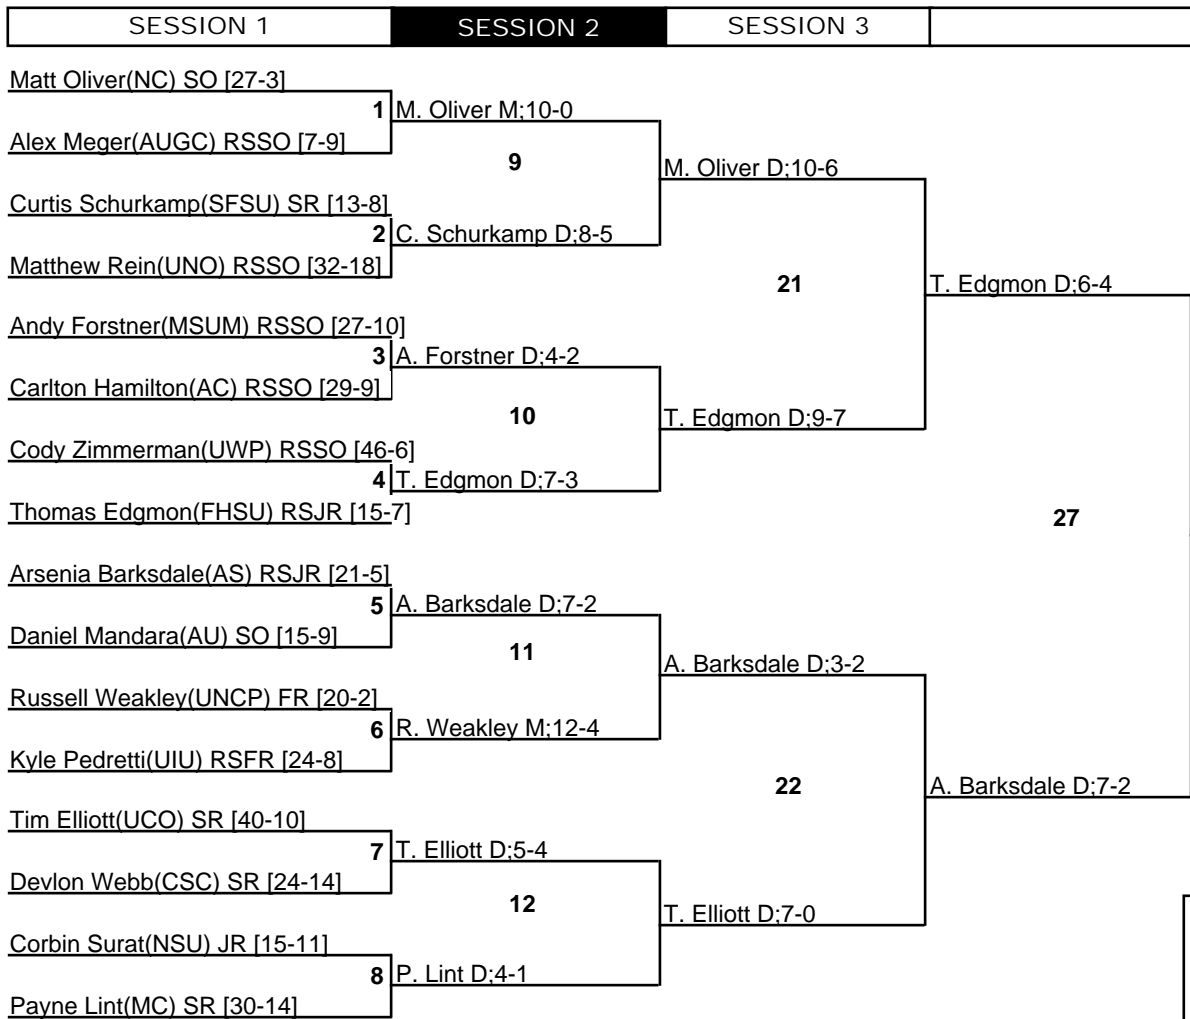 SESSION 1 SESSION 2 SESSION 3
Matt Oliver(NC) SO [27-3]
1 M. Oliver M;10-0
Alex Meger(AUGC) RSSO [7-9]
9
M. Oliver D;10-6
Curtis Schurkamp(SFSU) SR [13-8]
2 C. Schurkamp D;8-5
Matthew Rein(UNO) RSSO [32-18]
21
T. Edgmon D;6-4
Andy Forstner(MSUM) RSSO [27-10]
3 A. Forstner D;4-2
Carlton Hamilton(AC) RSSO [29-9]
10
T. Edgmon D;9-7
Cody Zimmerman(UWP) RSSO [46-6]
4 T. Edgmon D;7-3
Thomas Edgmon(FHSU) RSJR [15-7]
27
Arsenia Barksdale(AS) RSJR [21-5]
5 A. Barksdale D;7-2
Daniel Mandara(AU) SO [15-9]
11
A. Barksdale D;3-2
Russell Weakley(UNCP) FR [20-2]
6 R. Weakley M;12-4
Kyle Pedretti(UIU) RSFR [24-8]
22
A. Barksdale D;7-2
Tim Elliott(UCO) SR [40-10]
7 T. Elliott D;5-4
Devlon Webb(CSC) SR [24-14]
12
T. Elliott D;7-0
Corbin Surat(NSU) JR [15-11]
8 P. Lint D;4-1
Payne Lint(MC) SR [30-14]